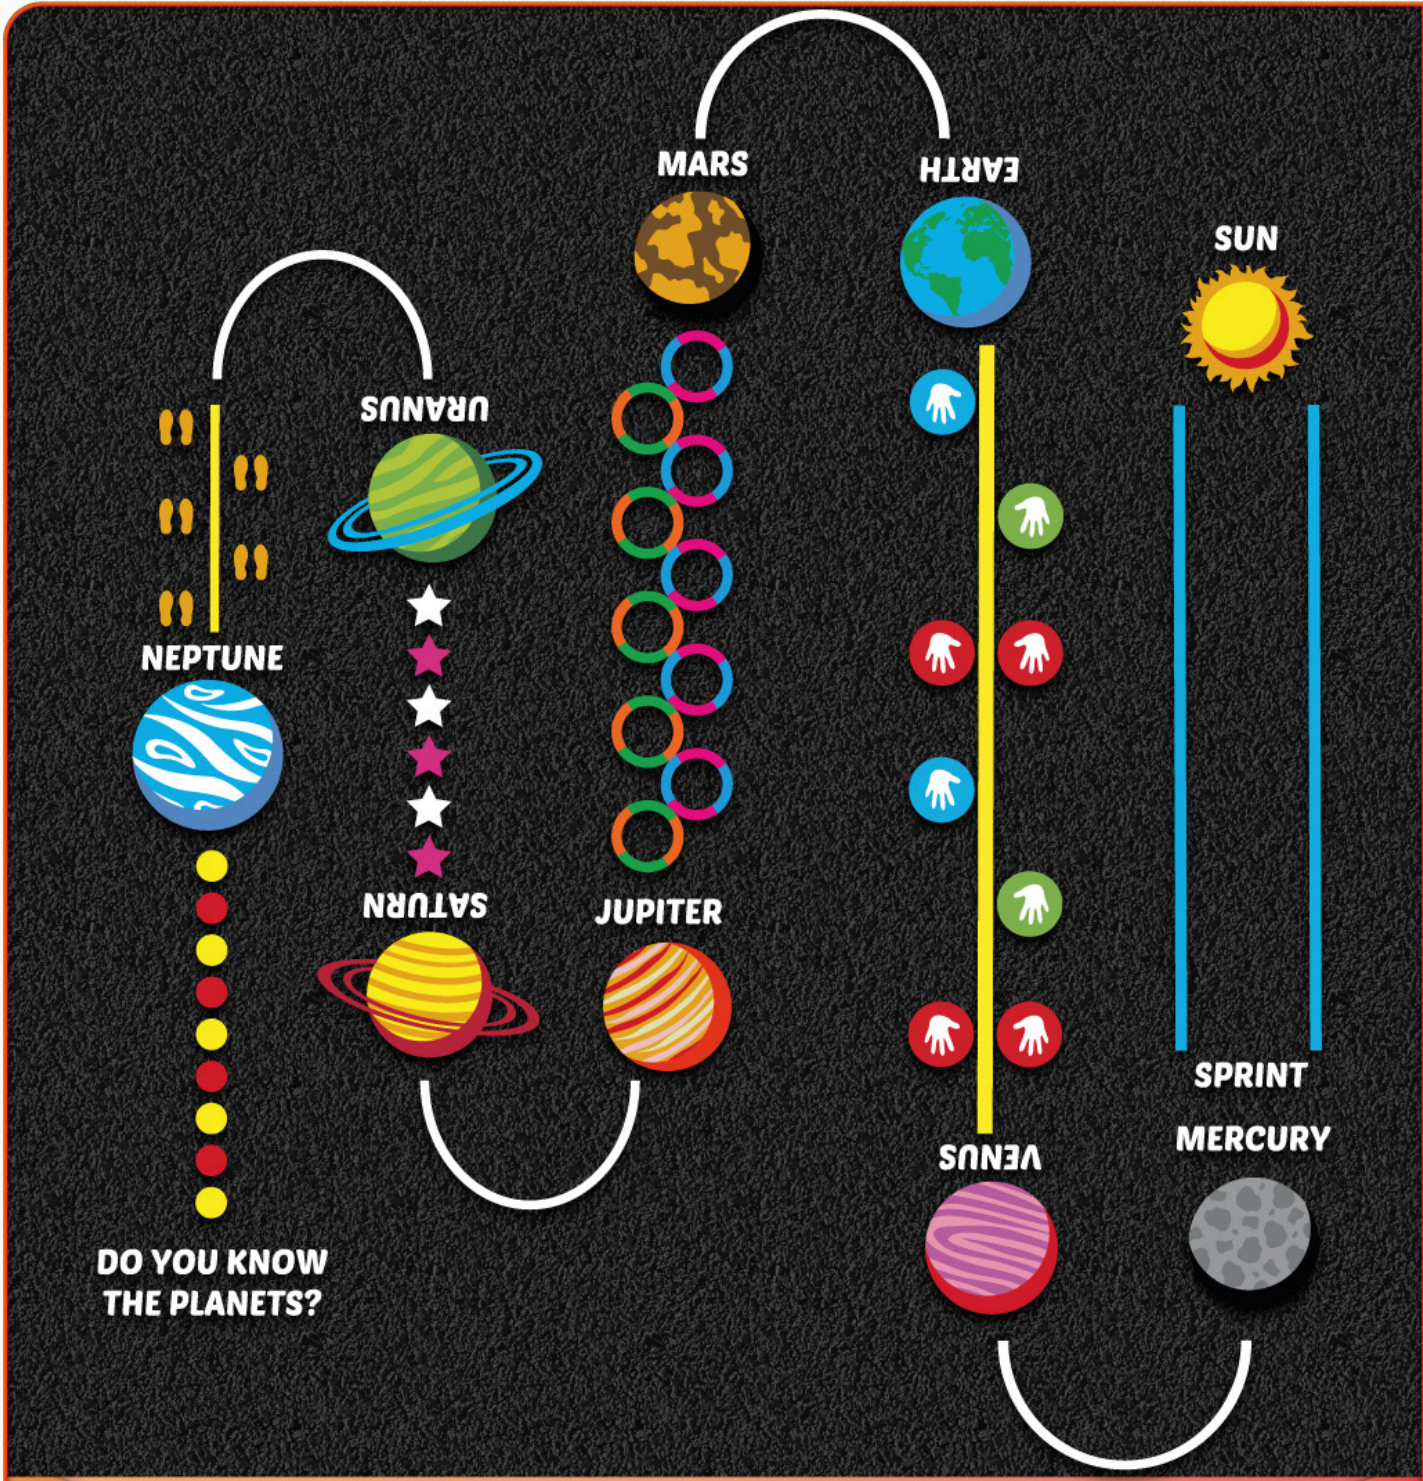 MARS
EARTH
SUN
URANUS
NEPTUNE
SATURN
JUPITER
SPRINT
MERCURY
VENUS
DO YOU KNOW
THE PLANETS?